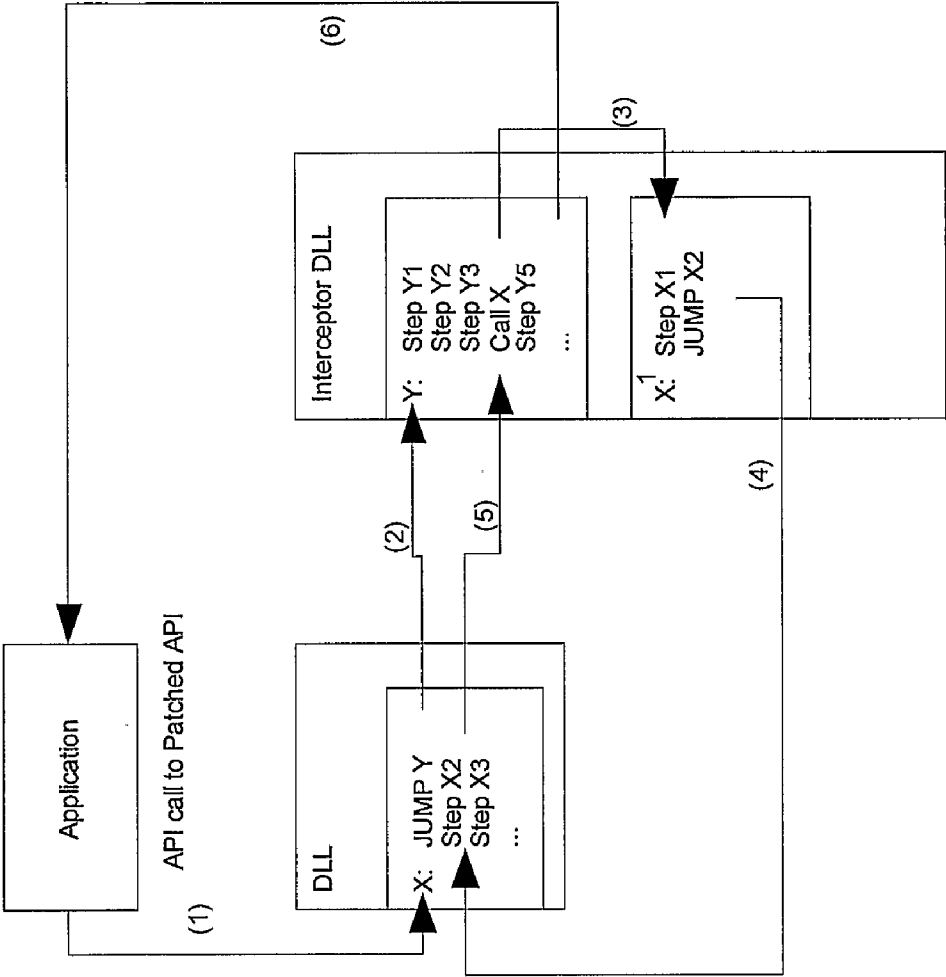 Application
(1)
API call to Patched API
(6)
DLL
X: JUMP Y
Step X2
Step X3
...
(2)
(5)
Interceptor DLL
Y: Step Y1
Step Y2
Step Y3
Call X
Step Y5
...
(3)
X:1 Step X1
JUMP X2
(4)